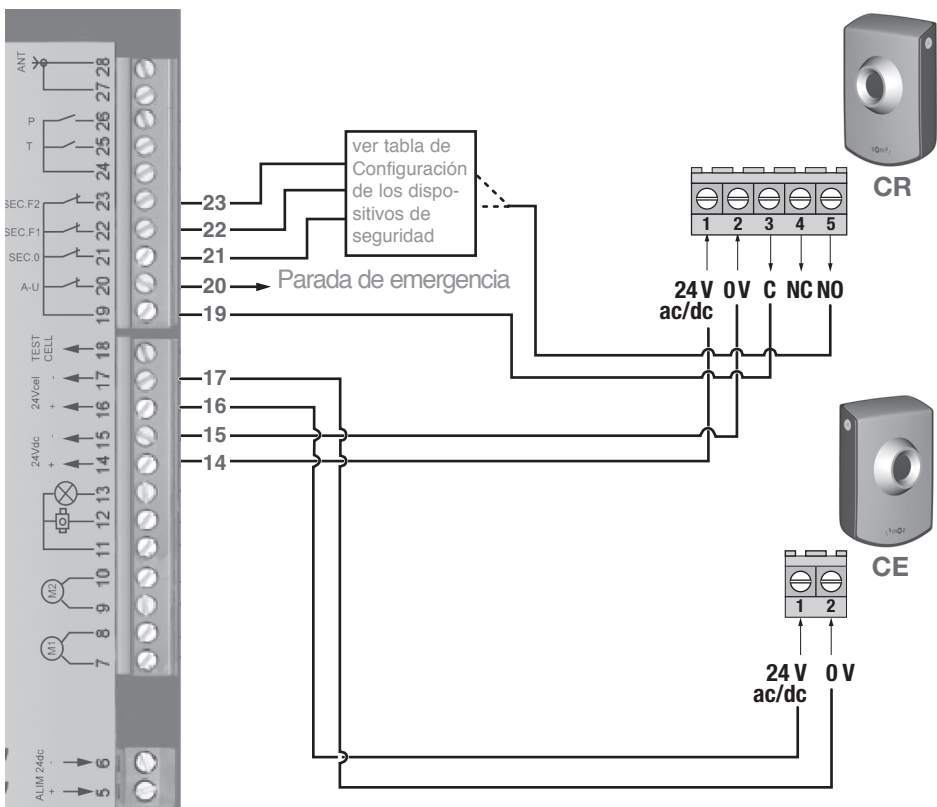 ANT
28
27
P
26
T
25
24
SEC.F2
23
SEC.F1
22
SEC.0
21
A-U
20
19
TEST
CELL
18
24Vcel
-
17
+
16
24Vdc
-
15
+
14
13
12
11
M2
10
9
M1
8
7
ALIM 24dc
-
6
+
5
23
22
21
20
Parada de emergencia
19
17
16
15
14
ver tabla de
Configuración
de los dispo-
sitivos de
seguridad
somfy
CR
1 2 3 4 5
24 V 0 V C NC NO
ac/dc
CE
1 2
24 V 0 V
ac/dc